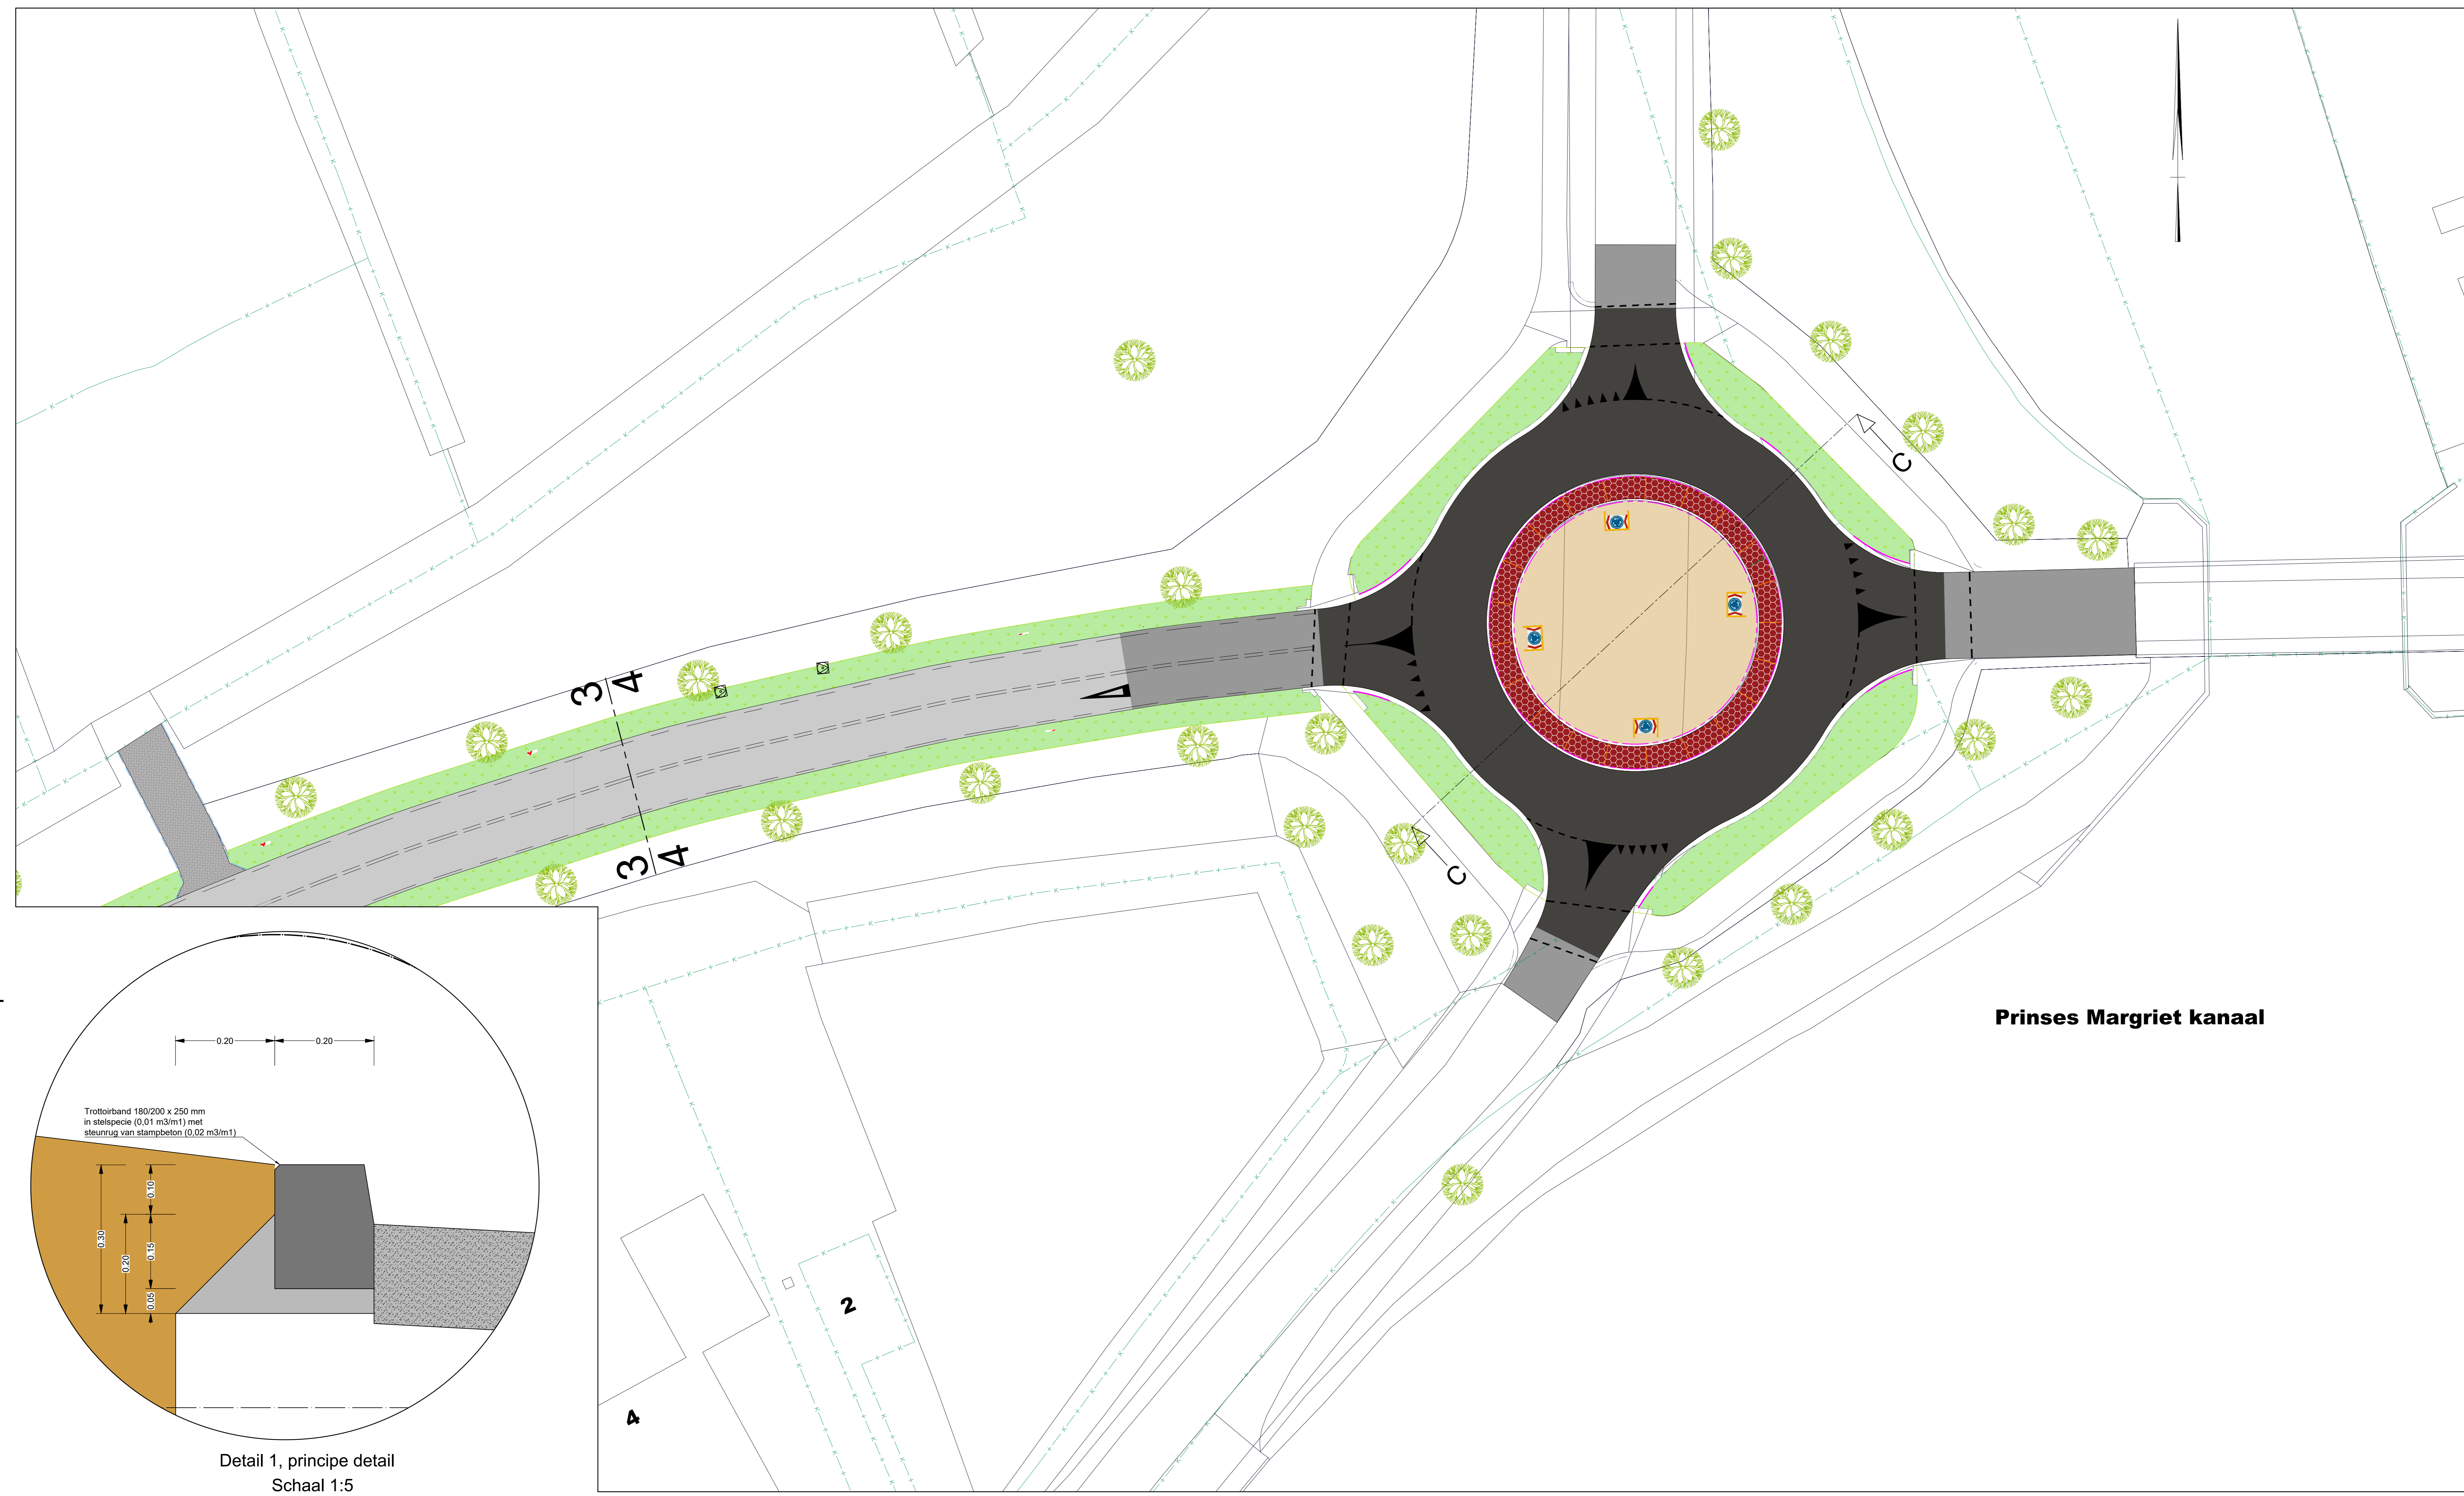 C
3
4
3
4
C
Prinses Margriet kanaal
0.20
0.20
Trottoirband 180/200 x 250 mm
in stelspecie (0,01 m3/m1) met
steunrug van stampbeton (0,02 m3/m1)
0.10
0.30
0.15
0.20
0.05
2
4
Detail 1, principe detail
Schaal 1:5